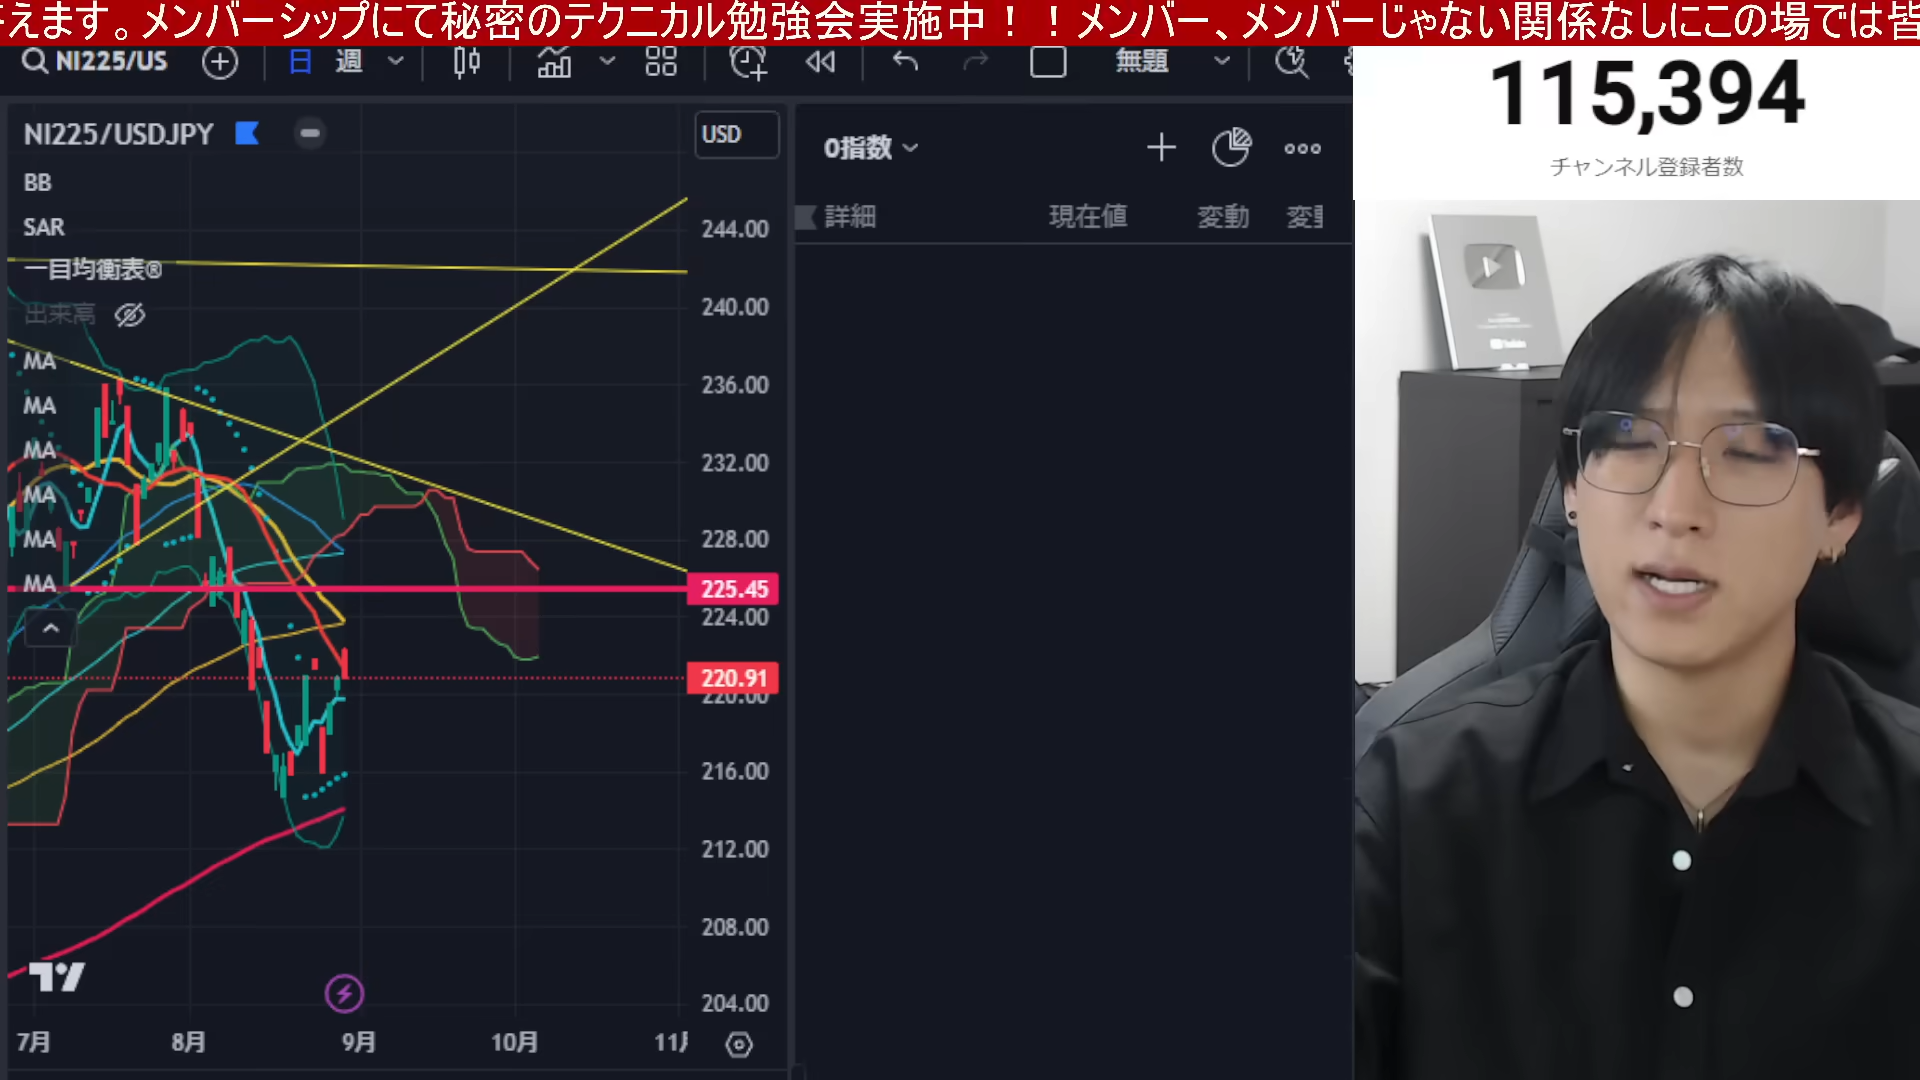 えます。メンバーシップにて秘密のテクニカル勉強会実施中！！メンバー、メンバーじゃない関係なしにこの場では皆
NI225/US
日
週
無題
115,394
チャンネル登録者数
NI225/USDJPY
USD
BB
SAR
一目均衡表®
出来高
MA
MA
MA
MA
MA
MA
244.00
240.00
236.00
232.00
228.00
225.45
224.00
220.91
220.00
216.00
212.00
208.00
204.00
7月
8月
9月
10月
0指数
詳細
現在値
変動